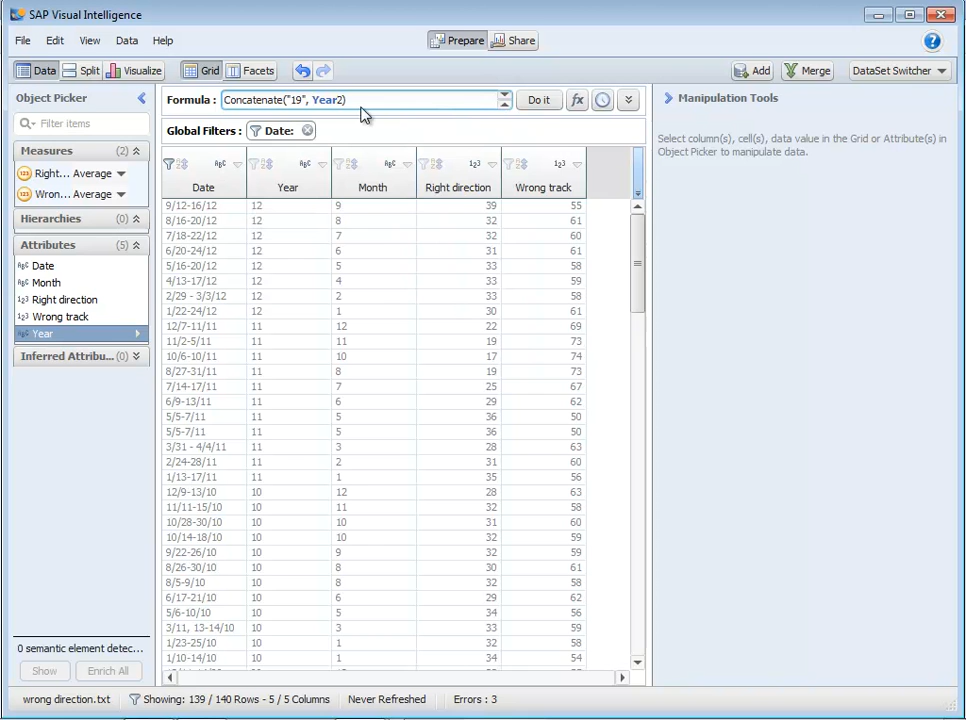 SAP Visual Intelligence
File Edit View Data Help
Prepare Share
Data Split Visualize Grid Facets
Add Merge DataSet Switcher
Object Picker
Formula : Concatenate("19", Year2) Do it fx
Manipulation Tools
Filter items
Global Filters : Date:
Select column(s), cell(s), data value in the Grid or Attribute(s) in
Object Picker to manipulate data.
Measures (2)
Right... Average
Wron... Average
Hierarchies (0)
Attributes (5)
ABC Date
ABC Month
123 Right direction
123 Wrong track
ABC Year
Inferred Attribu... (0)
0 semantic element detec...
Show Enrich All
ABC ABC ABC 123 123
Date Year Month Right direction Wrong track
9/12-16/12 12 9 39 55
8/16-20/12 12 8 32 61
7/18-22/12 12 7 32 60
6/20-24/12 12 6 31 61
5/16-20/12 12 5 33 58
4/13-17/12 12 4 33 59
2/29 - 3/3/12 12 2 33 58
1/22-24/12 12 1 30 61
12/7-11/11 11 12 22 69
11/2-5/11 11 11 19 73
10/6-10/11 11 10 17 74
8/27-31/11 11 8 19 73
7/14-17/11 11 7 25 67
6/9-13/11 11 6 29 62
5/5-7/11 11 5 36 50
5/5-7/11 11 5 36 50
3/31 - 4/4/11 11 3 28 63
2/24-28/11 11 2 31 60
1/13-17/11 11 1 35 56
12/9-13/10 10 12 28 63
11/11-15/10 10 11 32 58
10/28-30/10 10 10 31 60
10/14-18/10 10 10 32 59
9/22-26/10 10 9 32 59
8/26-30/10 10 8 30 61
8/5-9/10 10 8 32 58
6/17-21/10 10 6 29 62
5/6-10/10 10 5 34 56
3/11, 13-14/10 10 3 33 59
1/23-25/10 10 1 32 58
1/10-14/10 10 1 34 54
wrong direction.txt Showing: 139 / 140 Rows - 5 / 5 Columns Never Refreshed Errors : 3